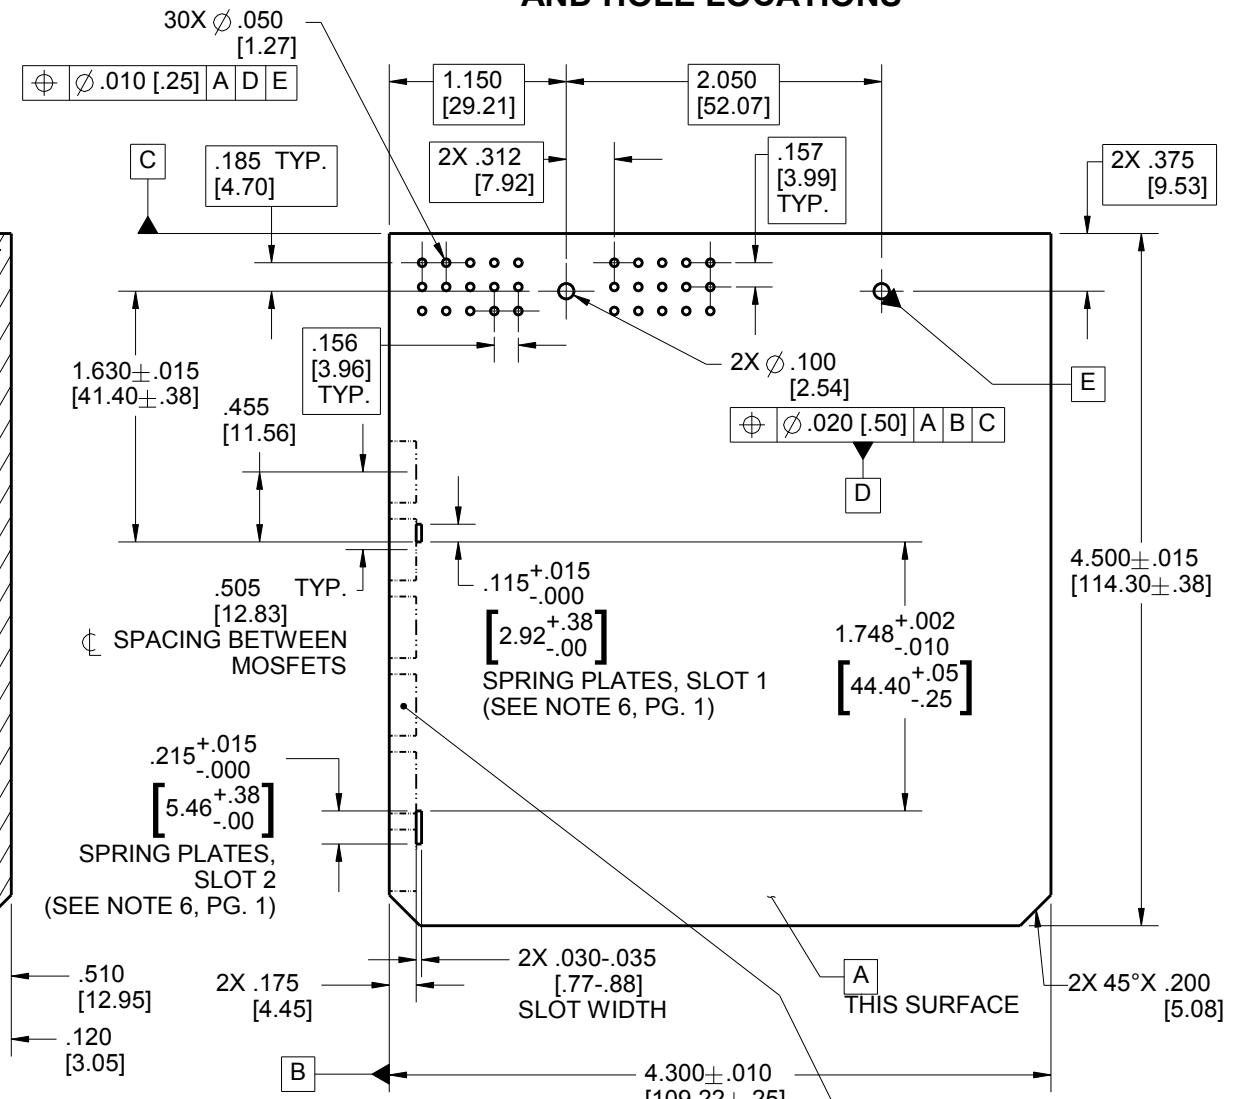 AND HOLE LOCATIONS
30X ⌀ .050
[1.27]
⌖ ⌀ .010 [.25] A D E
1.150
[29.21]
2.050
[52.07]
C
.185 TYP.
[4.70]
2X .312
[7.92]
.157
[3.99]
TYP.
2X .375
[9.53]
.156
[3.96]
TYP.
1.630±.015
[41.40±.38]
.455
[11.56]
2X ⌀ .100
[2.54]
⌖ ⌀ .020 [.50] A B C
E
D
.505 TYP.
[12.83]
℄ SPACING BETWEEN
MOSFETS
.115 +.015
-.000
[2.92 +.38
-.00]
SPRING PLATES, SLOT 1
(SEE NOTE 6, PG. 1)
1.748 +.002
-.010
[44.40 +.05
-.25]
4.500±.015
[114.30±.38]
.215 +.015
-.000
[5.46 +.38
-.00]
SPRING PLATES,
SLOT 2
(SEE NOTE 6, PG. 1)
.510
[12.95]
.120
[3.05]
2X .175
[4.45]
2X .030-.035
[.77-.88]
SLOT WIDTH
A
THIS SURFACE
2X 45°X .200
[5.08]
B
4.300±.010
[109.22±.25]